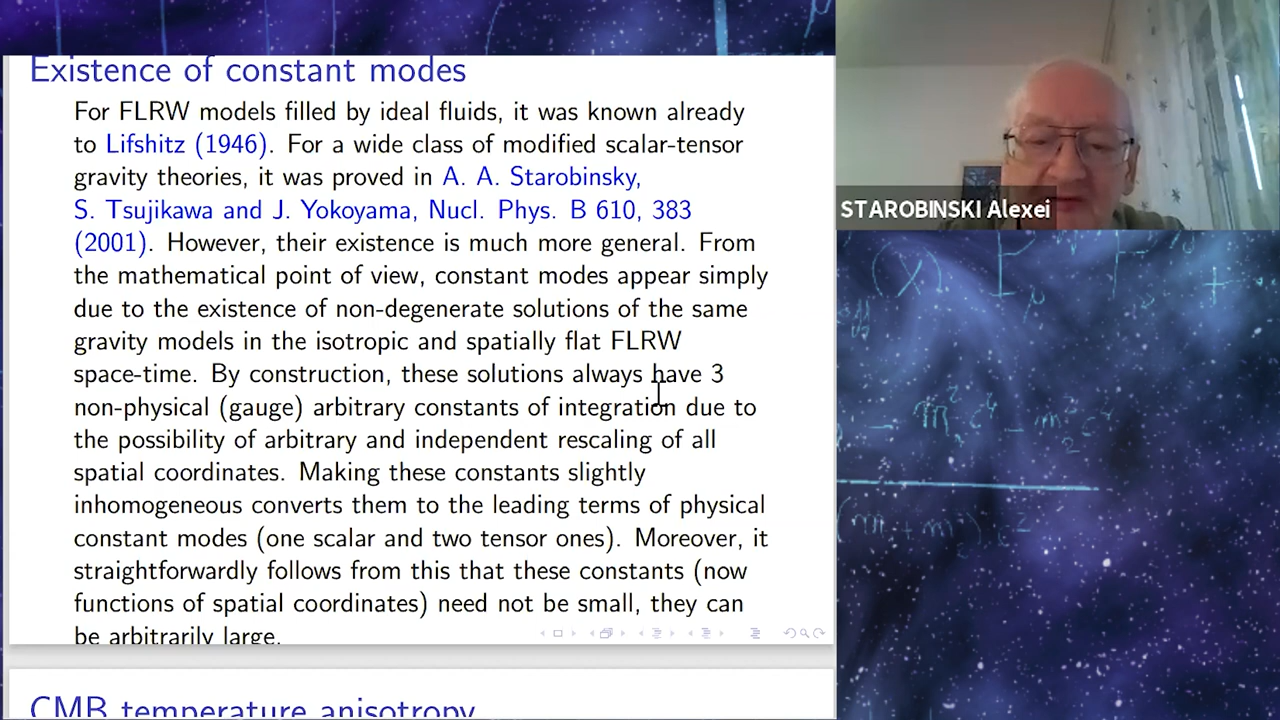 Existence of constant modes
For FLRW models filled by ideal fluids, it was known already
to Lifshitz (1946). For a wide class of modified scalar-tensor
gravity theories, it was proved in A. A. Starobinsky,
S. Tsujikawa and J. Yokoyama, Nucl. Phys. B 610, 383
(2001). However, their existence is much more general. From
the mathematical point of view, constant modes appear simply
due to the existence of non-degenerate solutions of the same
gravity models in the isotropic and spatially flat FLRW
space-time. By construction, these solutions always have 3
non-physical (gauge) arbitrary constants of integration due to
the possibility of arbitrary and independent rescaling of all
spatial coordinates. Making these constants slightly
inhomogeneous converts them to the leading terms of physical
constant modes (one scalar and two tensor ones). Moreover, it
straightforwardly follows from this that these constants (now
functions of spatial coordinates) need not be small, they can
be arbitrarily large.
CMB temperature anisotropy
STAROBINSKI Alexei